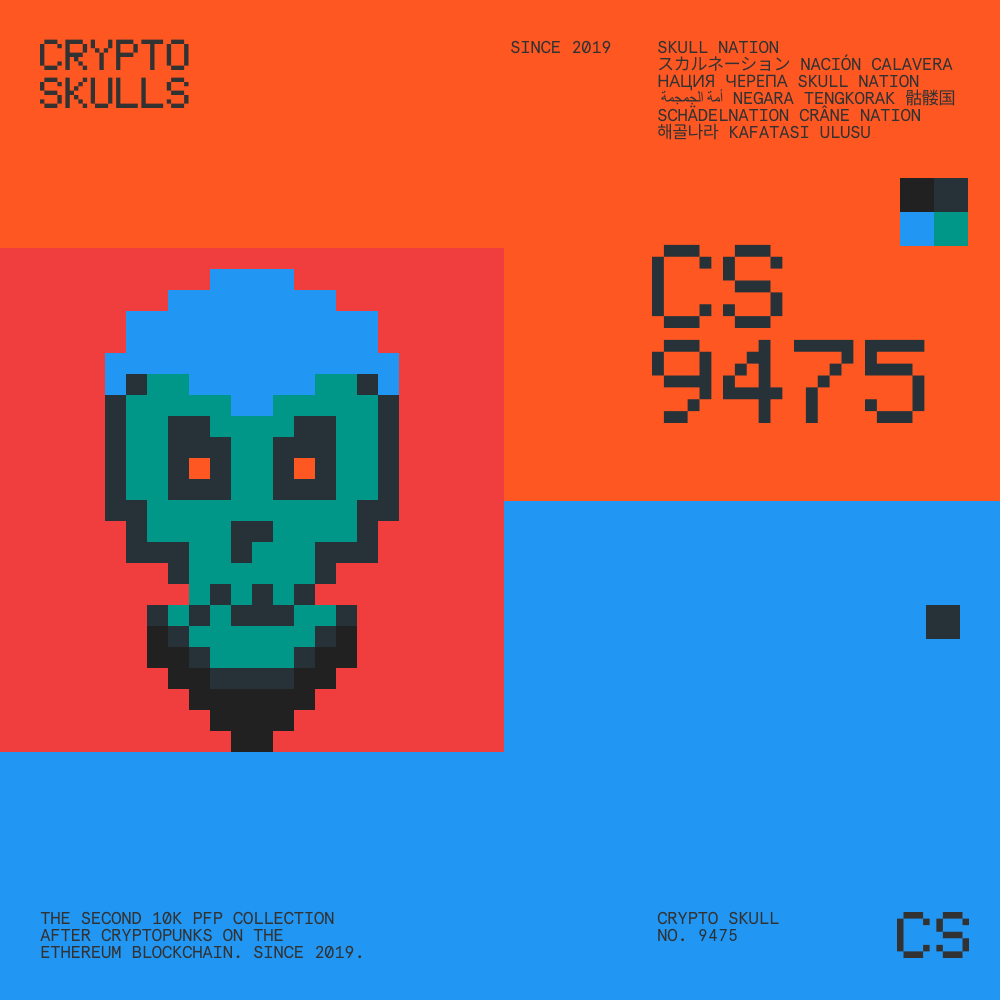 CRYPTO
SKULLS
SINCE 2019
SKULL NATION
スカルネーション NACIÓN CALAVERA
НАЦИЯ ЧЕРЕПА SKULL NATION
أمة الجمجمة NEGARA TENGKORAK 骷髅国
SCHÄDELNATION CRÂNE NATION
해골나라 KAFATASI ULUSU
CS
9475
THE SECOND 10K PFP COLLECTION
AFTER CRYPTOPUNKS ON THE
ETHEREUM BLOCKCHAIN. SINCE 2019.
CRYPTO SKULL
NO. 9475
CS